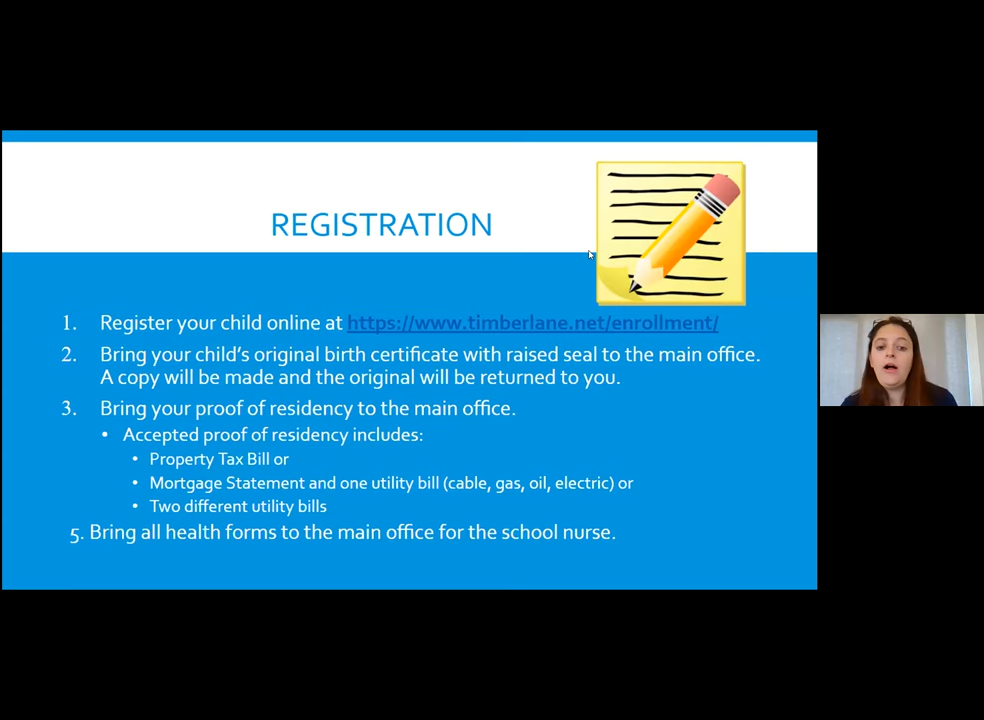 REGISTRATION
1. Register your child online at https://www.timberlane.net/enrollment/
2. Bring your child's original birth certificate with raised seal to the main office.
A copy will be made and the original will be returned to you.
3. Bring your proof of residency to the main office.
• Accepted proof of residency includes:
• Property Tax Bill or
• Mortgage Statement and one utility bill (cable, gas, oil, electric) or
• Two different utility bills
5. Bring all health forms to the main office for the school nurse.